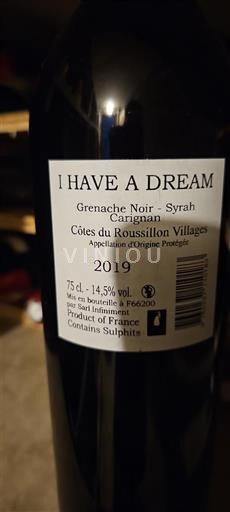 I HAVE A DREAM
Grenache Noir - Syrah
Carignan
Côtes du Roussillon Villages
Appellation d'Origine Protégée
VINIOU
2019
75 cl. - 14,5% vol.
Mis en bouteille à F66200
par Sarl Infiniment
Product of France
Contains Sulphits